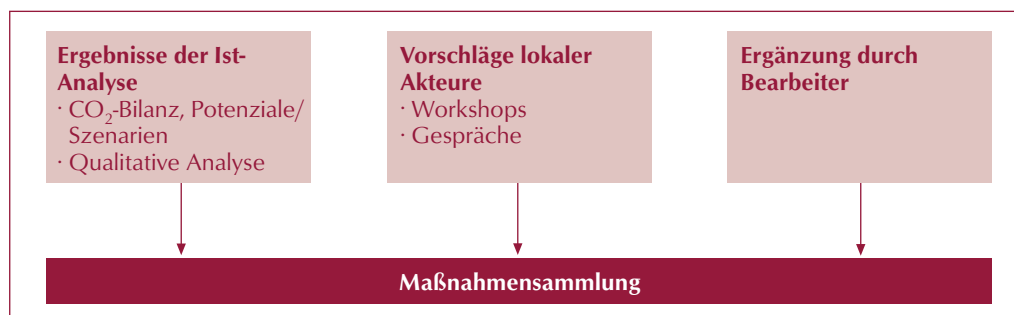 Ergebnisse der Ist-
Analyse
· CO₂-Bilanz, Potenziale/
Szenarien
· Qualitative Analyse
Vorschläge lokaler
Akteure
· Workshops
· Gespräche
Ergänzung durch
Bearbeiter
Maßnahmensammlung